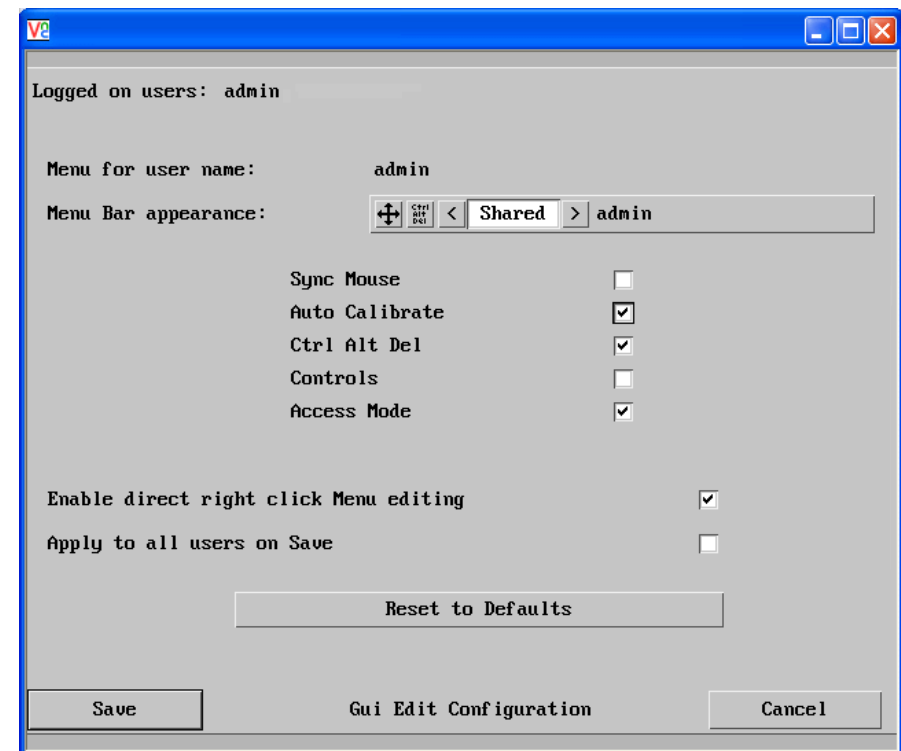 V2
Logged on users: admin
Menu for user name: admin
Menu Bar appearance: Ctrl Alt Del < Shared > admin
Sync Mouse
Auto Calibrate
Ctrl Alt Del
Controls
Access Mode
Enable direct right click Menu editing
Apply to all users on Save
Reset to Defaults
Save Gui Edit Configuration Cancel